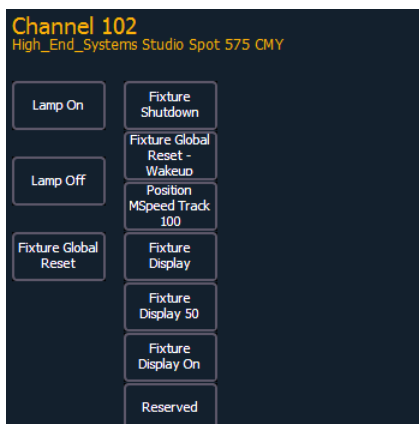 Channel 102
High_End_Systems Studio Spot 575 CMY
Lamp On
Fixture
Shutdown
Fixture Global
Reset -
Wakeup
Lamp Off
Position
MSpeed Track
100
Fixture Global
Reset
Fixture
Display
Fixture
Display 50
Fixture
Display On
Reserved